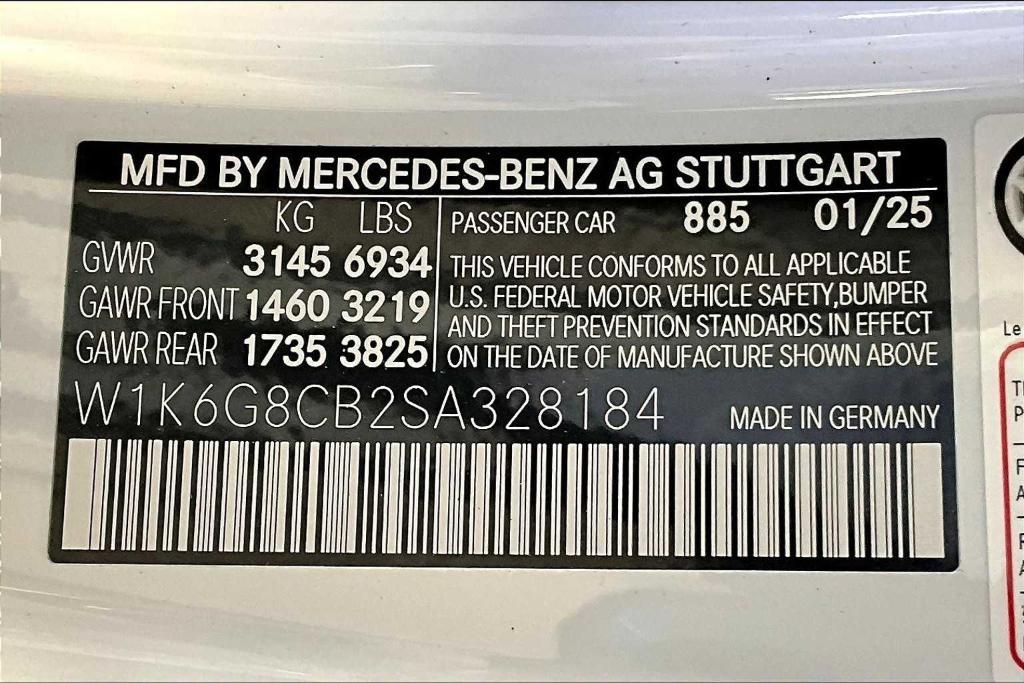 MFD BY MERCEDES-BENZ AG STUTTGART
KG LBS
GVWR 3145 6934
GAWR FRONT 1460 3219
GAWR REAR 1735 3825
PASSENGER CAR 885 01/25
THIS VEHICLE CONFORMS TO ALL APPLICABLE
U.S. FEDERAL MOTOR VEHICLE SAFETY,BUMPER
AND THEFT PREVENTION STANDARDS IN EFFECT
ON THE DATE OF MANUFACTURE SHOWN ABOVE
W1K6G8CB2SA328184
MADE IN GERMANY
Le